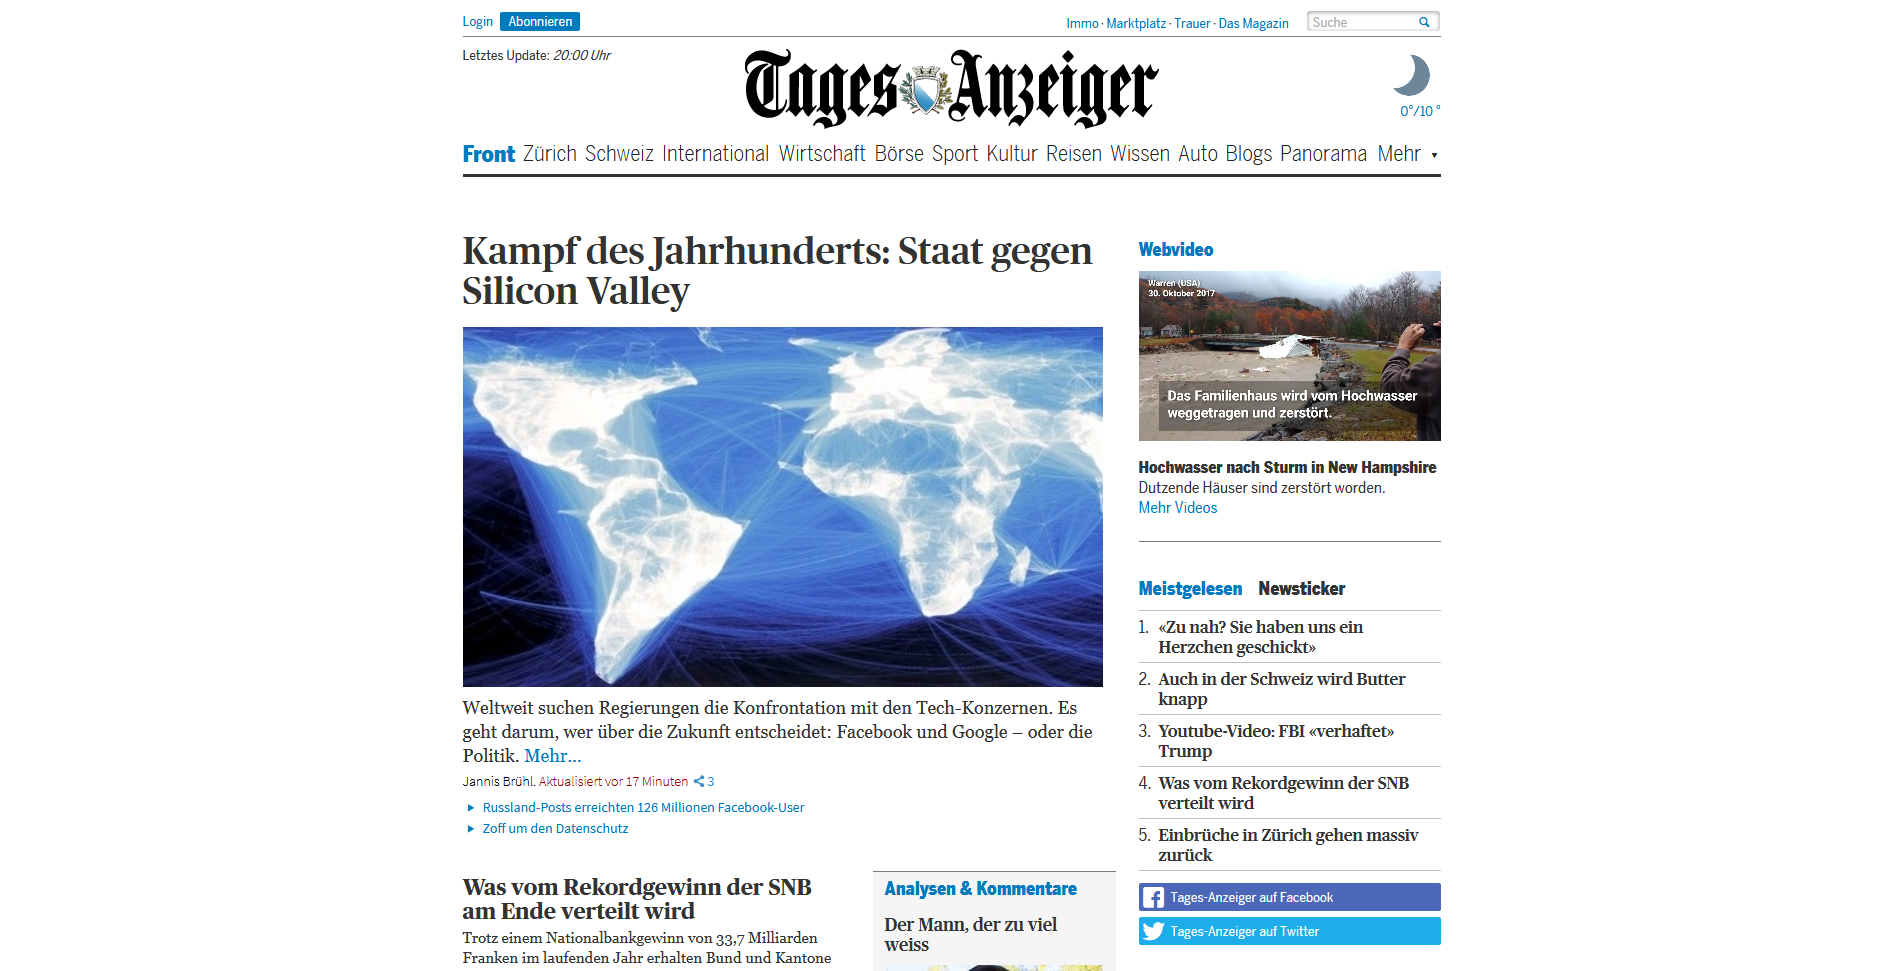 Login Abonnieren
Immo · Marktplatz · Trauer · Das Magazin
Suche
Letztes Update: 20:00 Uhr
Tages Anzeiger
0°/10 °
Front Zürich Schweiz International Wirtschaft Börse Sport Kultur Reisen Wissen Auto Blogs Panorama Mehr
Kampf des Jahrhunderts: Staat gegen
Silicon Valley
Weltweit suchen Regierungen die Konfrontation mit den Tech-Konzernen. Es
geht darum, wer über die Zukunft entscheidet: Facebook und Google – oder die
Politik. Mehr...
Jannis Brühl. Aktualisiert vor 17 Minuten 3
Russland-Posts erreichten 126 Millionen Facebook-User
Zoff um den Datenschutz
Was vom Rekordgewinn der SNB
am Ende verteilt wird
Trotz einem Nationalbankgewinn von 33,7 Milliarden
Franken im laufenden Jahr erhalten Bund und Kantone
Analysen & Kommentare
Der Mann, der zu viel
weiss
Webvideo
Warren (USA)
30. Oktober 2017
Das Familienhaus wird vom Hochwasser
weggetragen und zerstört.
Hochwasser nach Sturm in New Hampshire
Dutzende Häuser sind zerstört worden.
Mehr Videos
Meistgelesen Newsticker
1. «Zu nah? Sie haben uns ein
Herzchen geschickt»
2. Auch in der Schweiz wird Butter
knapp
3. Youtube-Video: FBI «verhaftet»
Trump
4. Was vom Rekordgewinn der SNB
verteilt wird
5. Einbrüche in Zürich gehen massiv
zurück
Tages-Anzeiger auf Facebook
Tages-Anzeiger auf Twitter